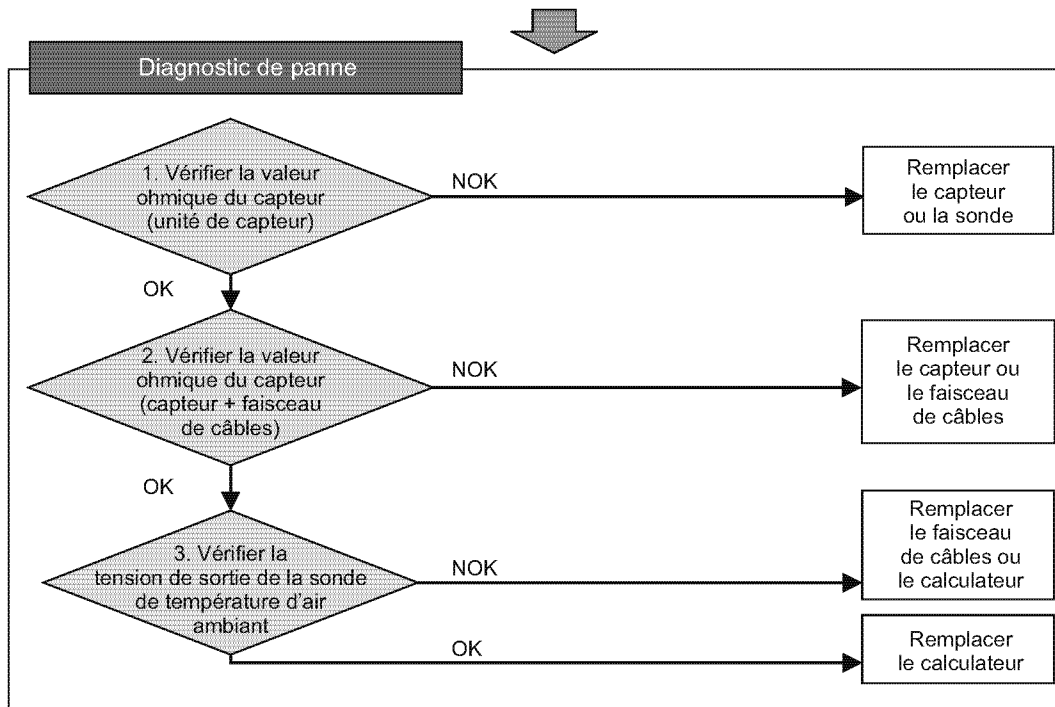 Diagnostic de panne
1. Vérifier la valeur
ohmique du capteur
(unité de capteur)
NOK
Remplacer
le capteur
ou la sonde
OK
2. Vérifier la valeur
ohmique du capteur
(capteur + faisceau
de câbles)
NOK
Remplacer
le capteur ou
le faisceau
de câbles
OK
3. Vérifier la
tension de sortie de la sonde
de température d'air
ambiant
NOK
Remplacer
le faisceau
de câbles ou
le calculateur
OK
Remplacer
le calculateur